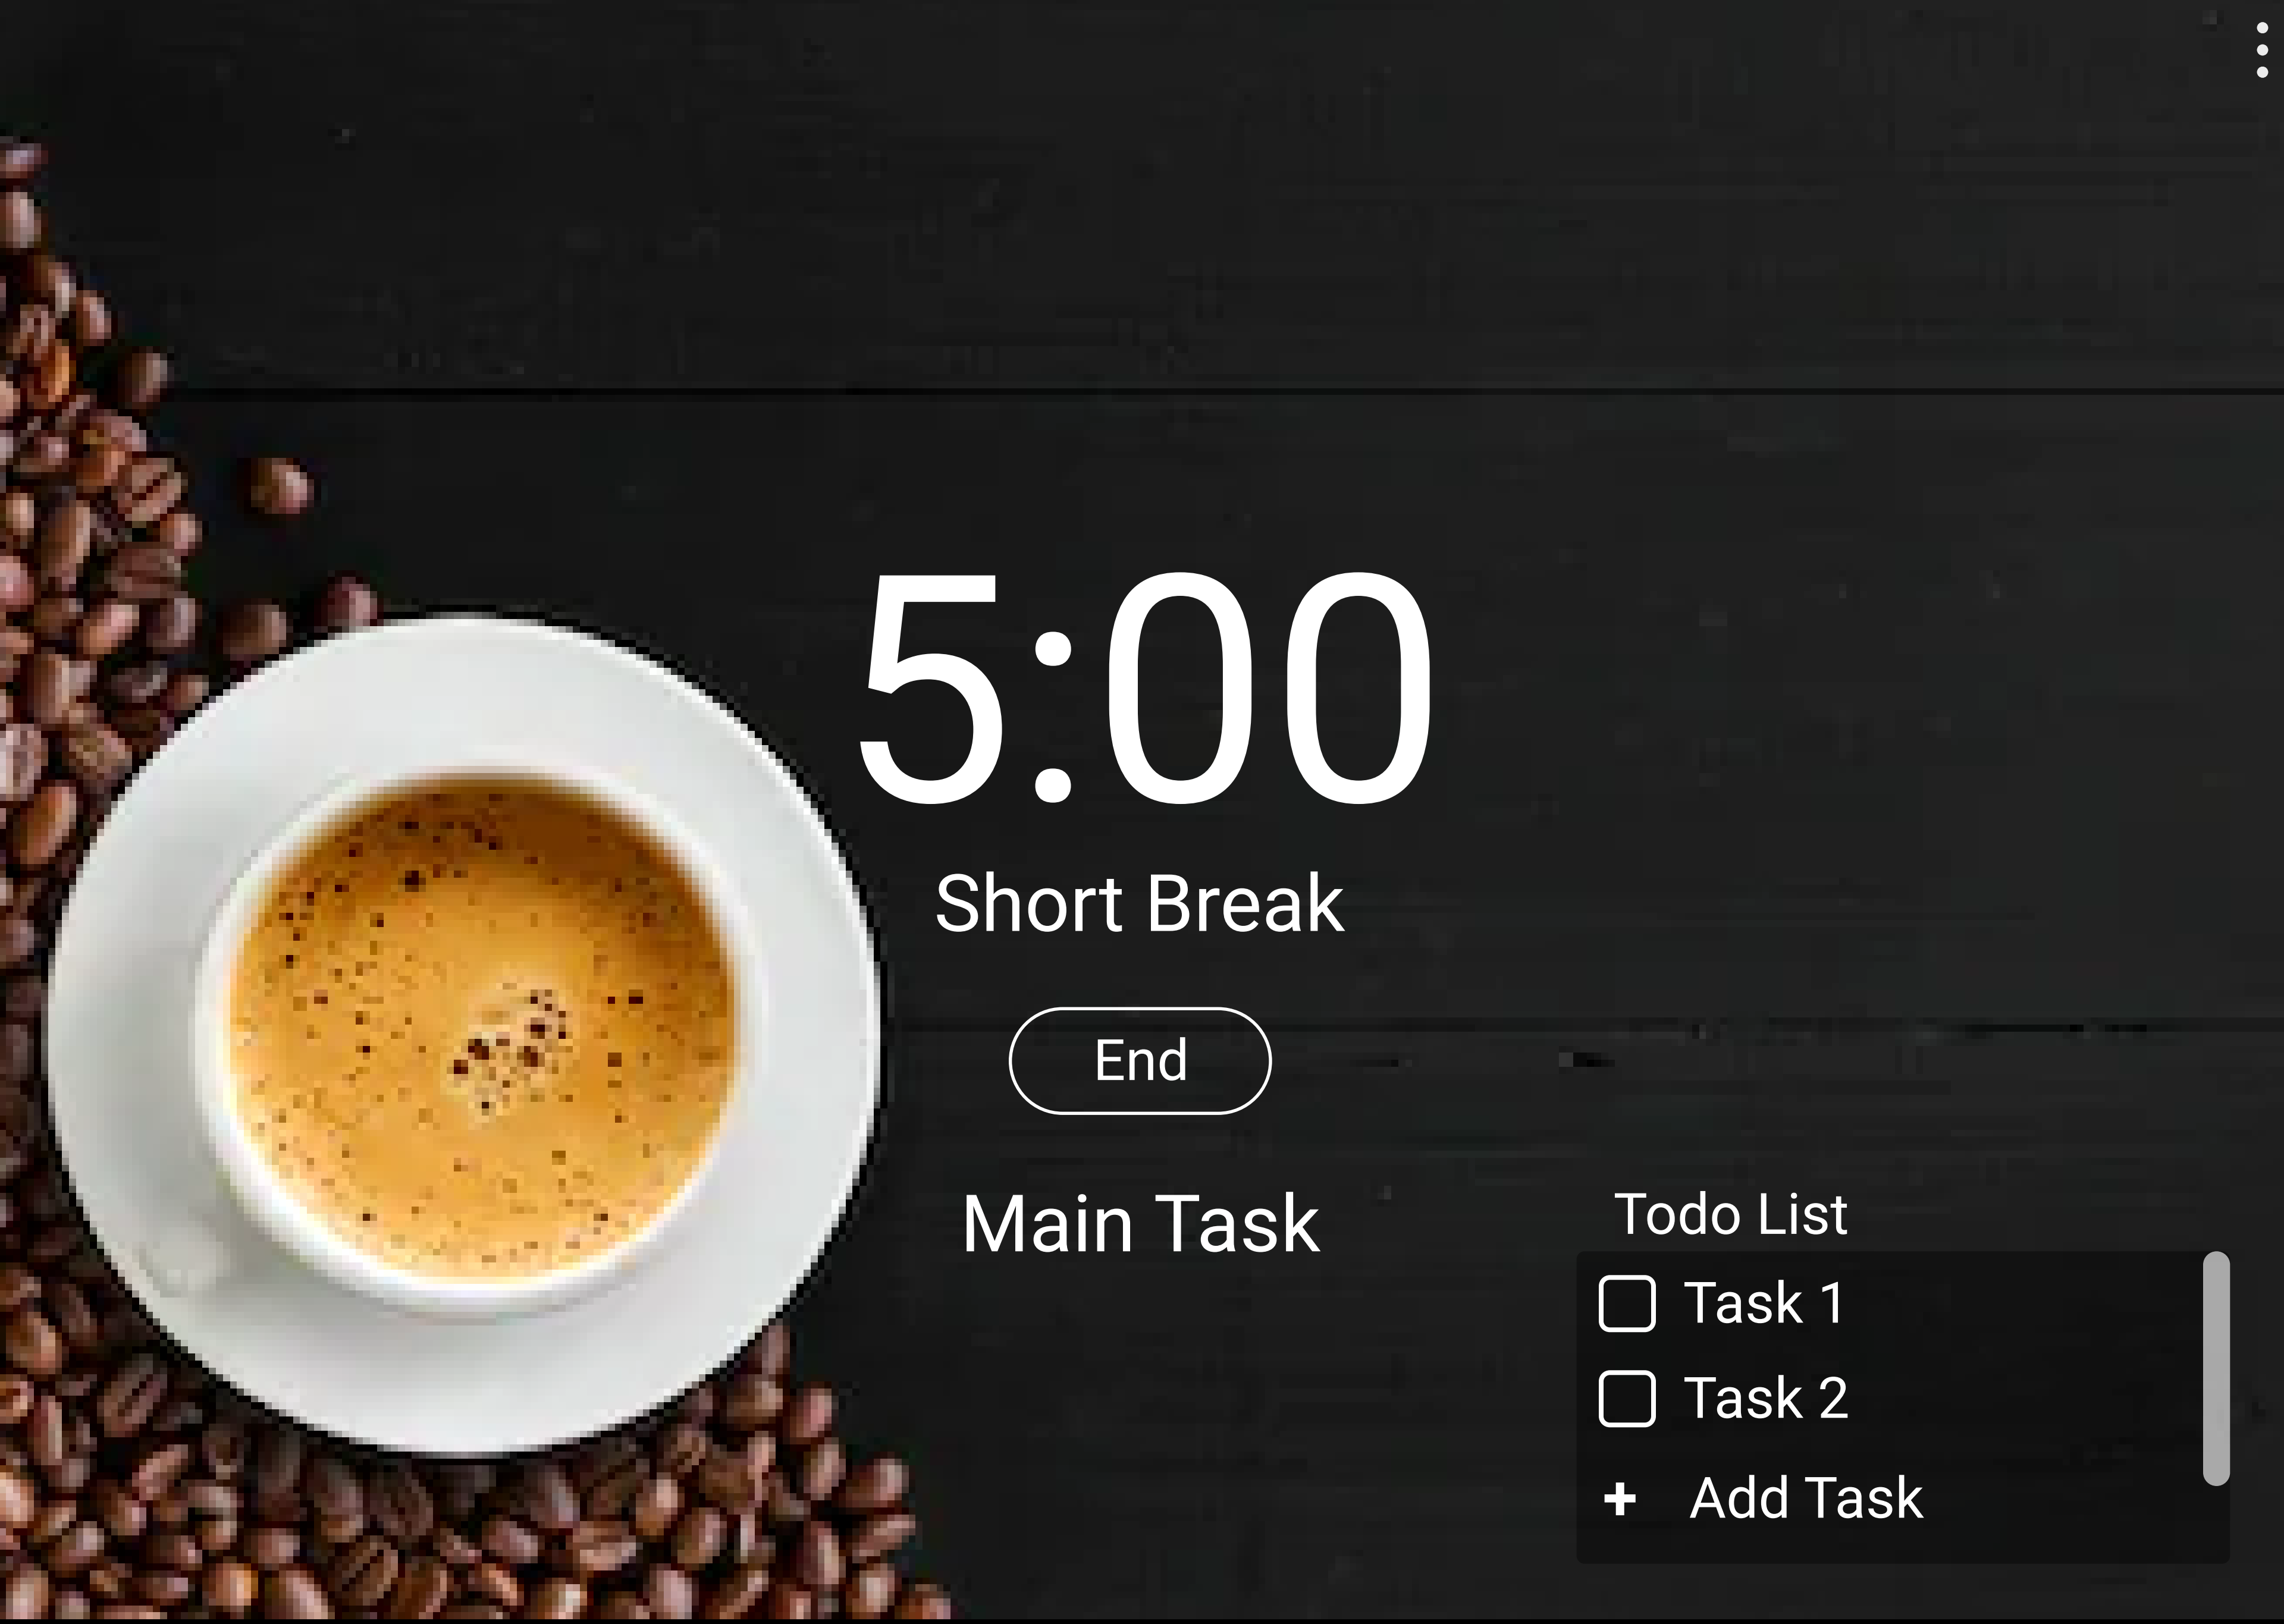 5:00
Short Break
End
Main Task
Todo List
Task 1
Task 2
+ Add Task